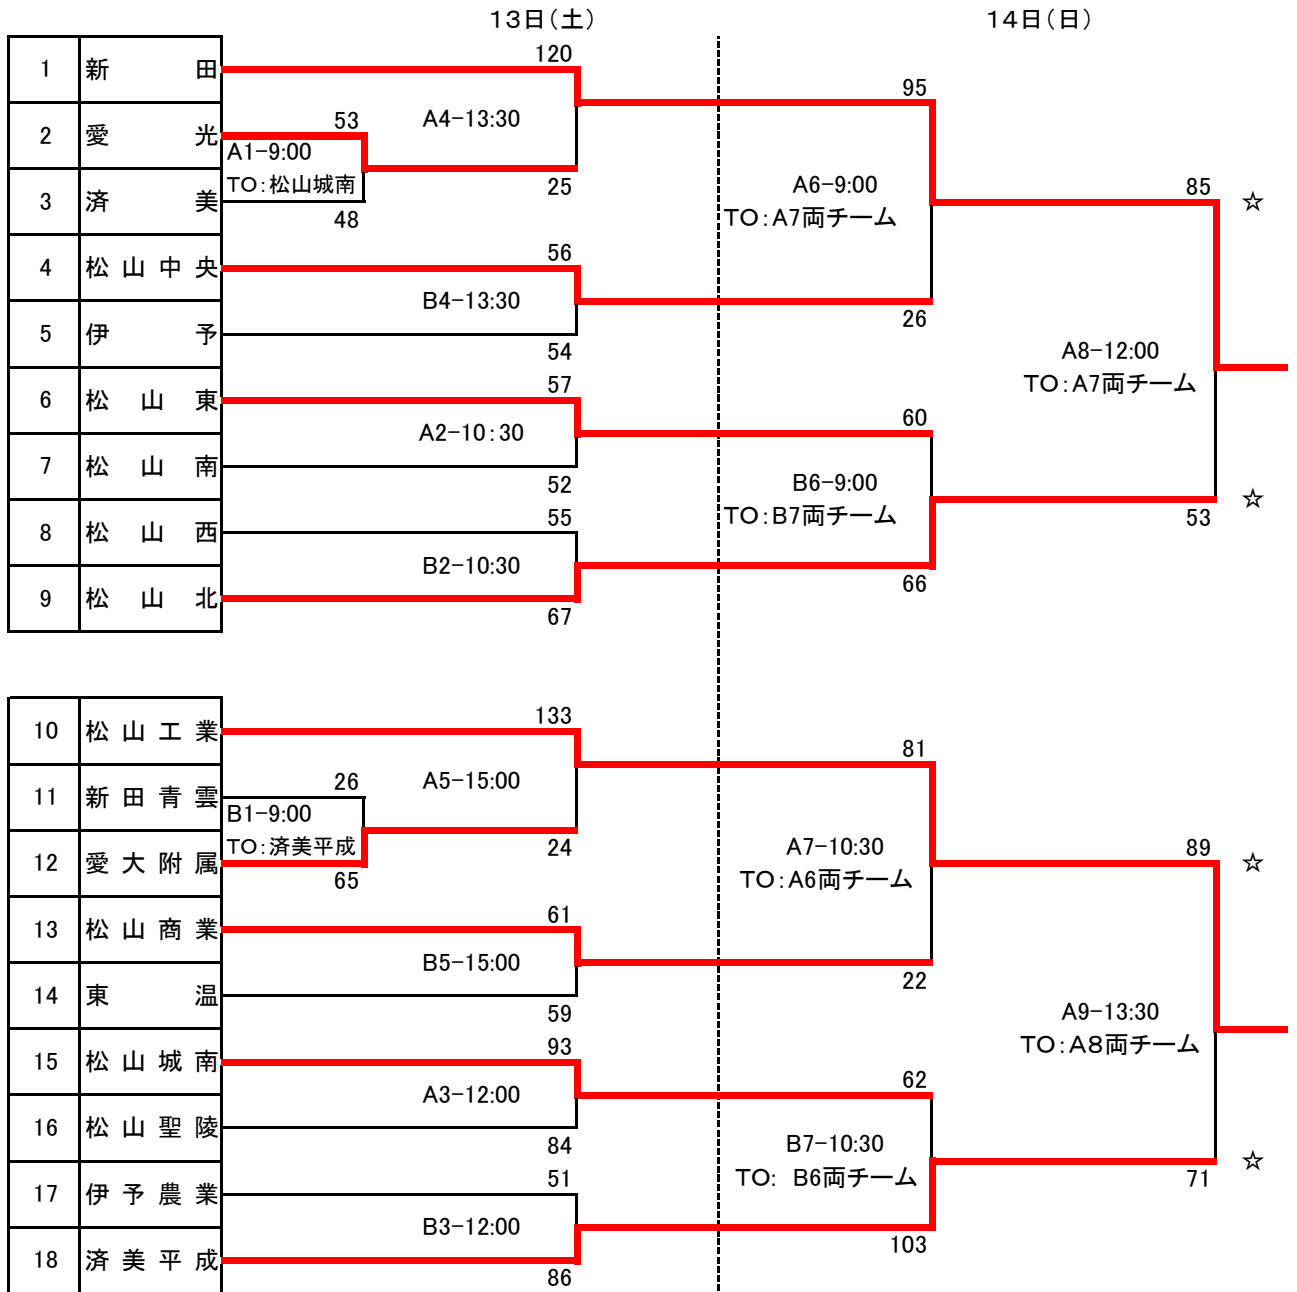 13日(土) 14日(日)
1 新田 120
95
2 愛光 53 A4-13:30
A1-9:00
TO:松山城南
25
3 済美 48
A6-9:00
TO:A7両チーム
85 ☆
4 松山中央 56
B4-13:30
26
5 伊予 54
A8-12:00
TO:A7両チーム
6 松山東 57
60
A2-10:30
7 松山南 52
B6-9:00
TO:B7両チーム
53 ☆
8 松山西 55
B2-10:30
66
9 松山北 67
10 松山工業 133
81
11 新田青雲 26 A5-15:00
B1-9:00
TO:済美平成
24
12 愛大附属 65
A7-10:30
TO:A6両チーム
89 ☆
13 松山商業 61
B5-15:00
22
14 東温 59
A9-13:30
TO:A8両チーム
15 松山城南 93
62
A3-12:00
16 松山聖陵 84
B7-10:30
TO: B6両チーム
71 ☆
17 伊予農業 51
B3-12:00
103
18 済美平成 86